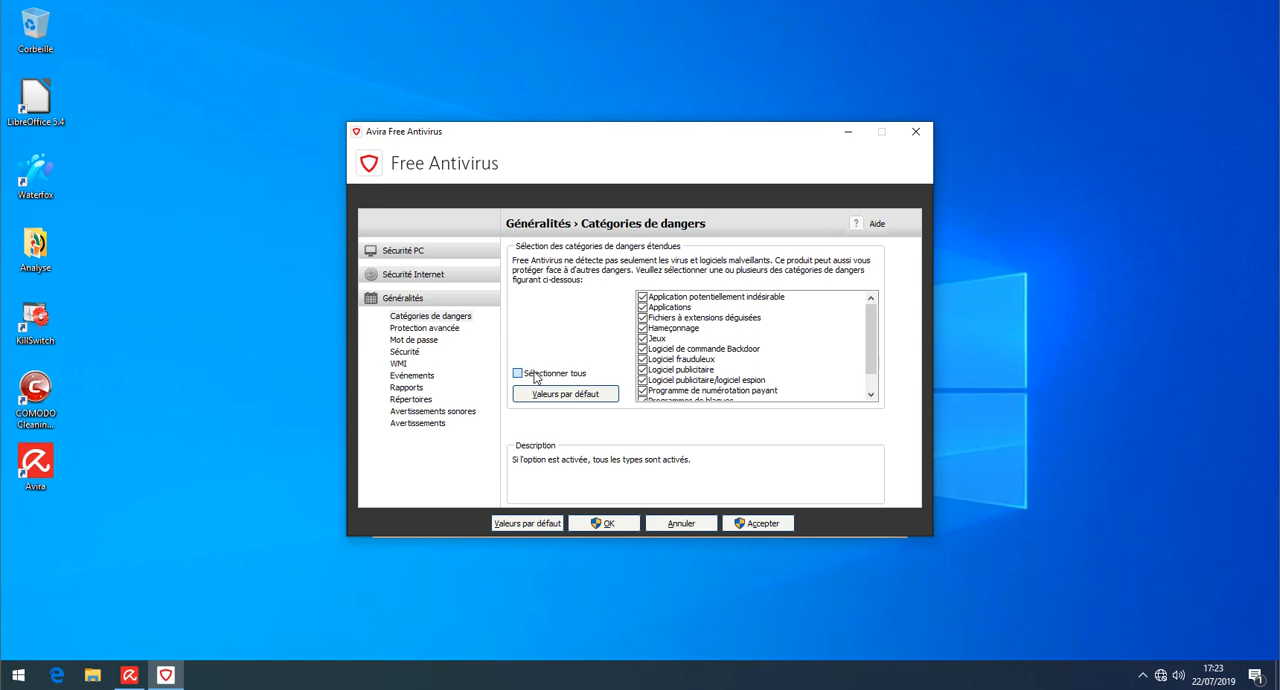 Corbeille
LibreOffice 5.4
Waterfox
Analyse
KillSwitch
COMODO
Cleanin...
Avira
Avira Free Antivirus
Free Antivirus
Généralités › Catégories de dangers
? Aide
Sécurité PC
Sécurité Internet
Généralités
Catégories de dangers
Protection avancée
Mot de passe
Sécurité
WMI
Evénements
Rapports
Répertoires
Avertissements sonores
Avertissements
Sélection des catégories de dangers étendues
Free Antivirus ne détecte pas seulement les virus et logiciels malveillants. Ce produit peut aussi vous
protéger face à d'autres dangers. Veuillez sélectionner une ou plusieurs des catégories de dangers
figurant ci-dessous:
Application potentiellement indésirable
Applications
Fichiers à extensions déguisées
Hameçonnage
Jeux
Logiciel de commande Backdoor
Logiciel frauduleux
Logiciel publicitaire
Logiciel publicitaire/logiciel espion
Programme de numérotation payant
Programmes de blagues
Sélectionner tous
Valeurs par défaut
Description
Si l'option est activée, tous les types sont activés.
Valeurs par défaut
OK
Annuler
Accepter
17:23
22/07/2019
1